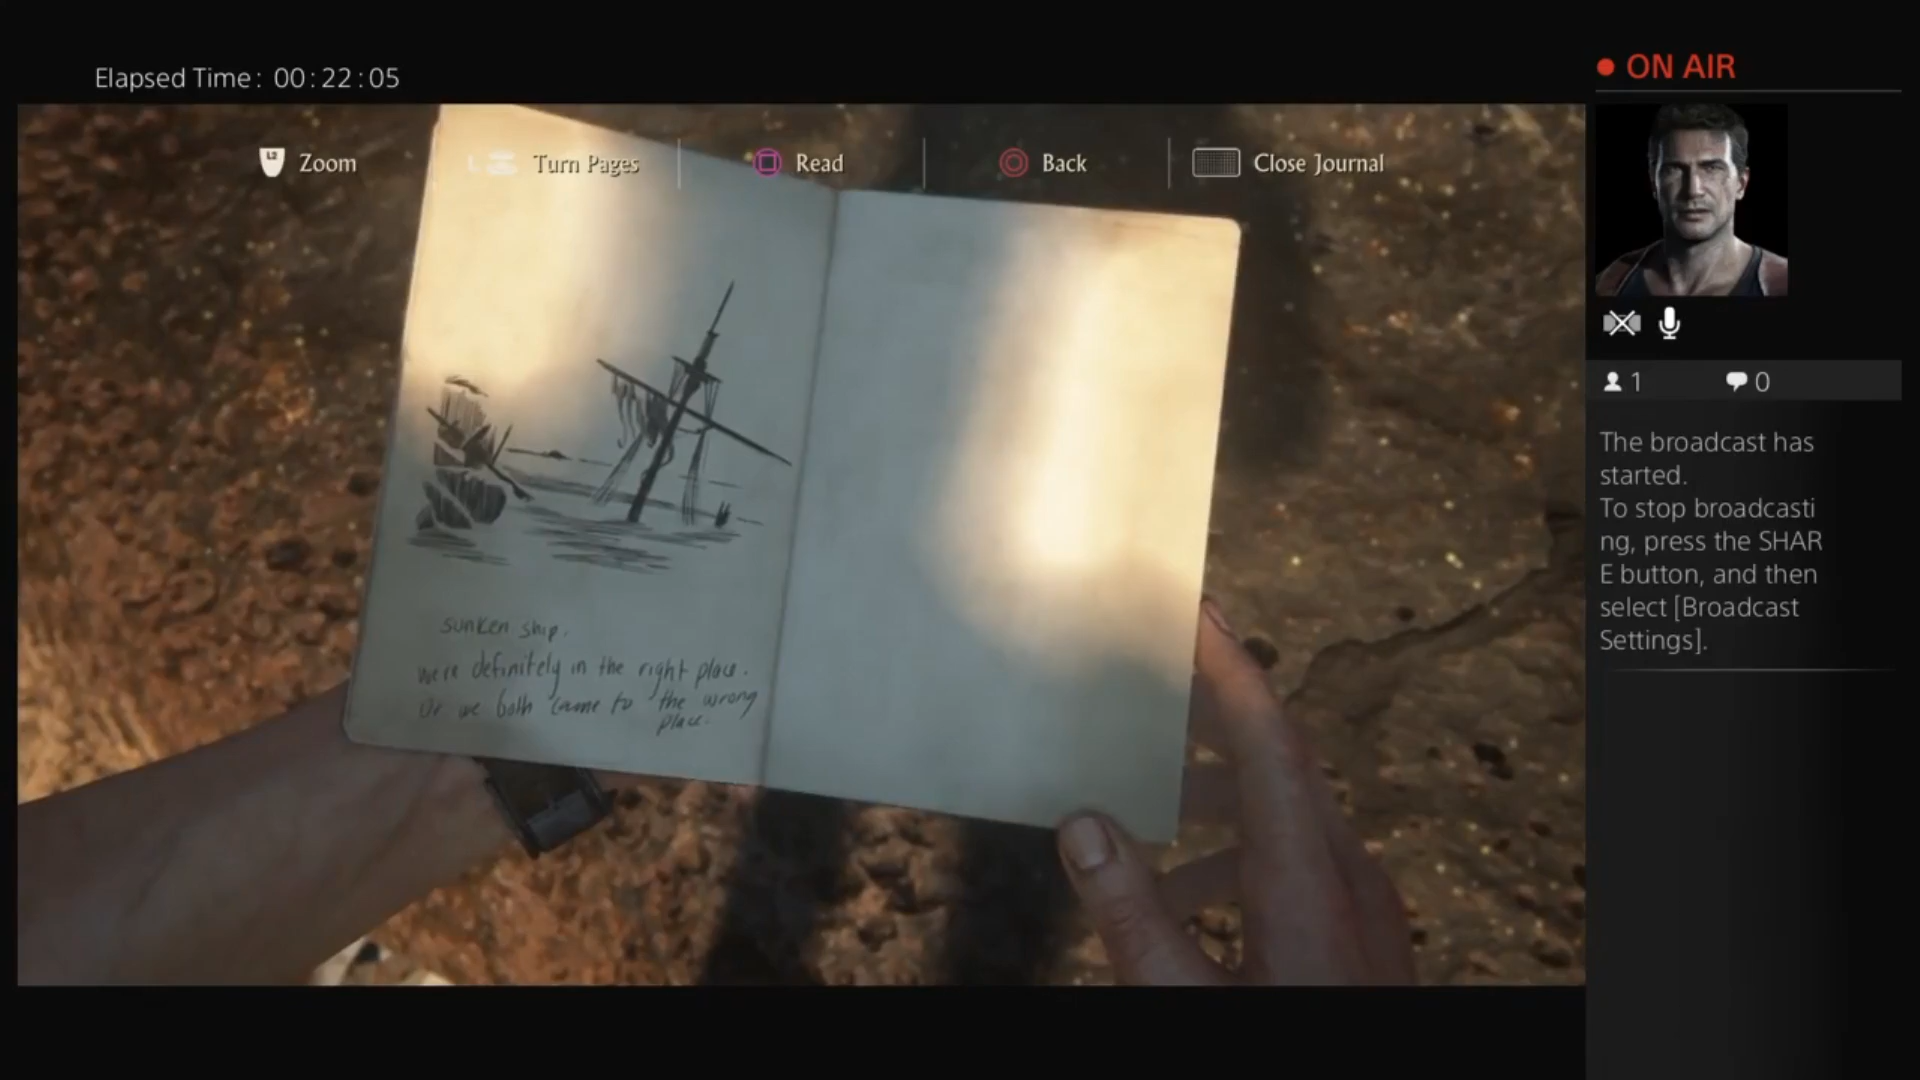 Elapsed Time: 00:22:05
ON AIR
L2 Zoom
Turn Pages
Read
Back
Close Journal
1
0
The broadcast has
started.
To stop broadcasti
ng, press the SHAR
E button, and then
select [Broadcast
Settings].
sunken ship.
we're definitely in the right place.
Or we both came to the wrong
place.